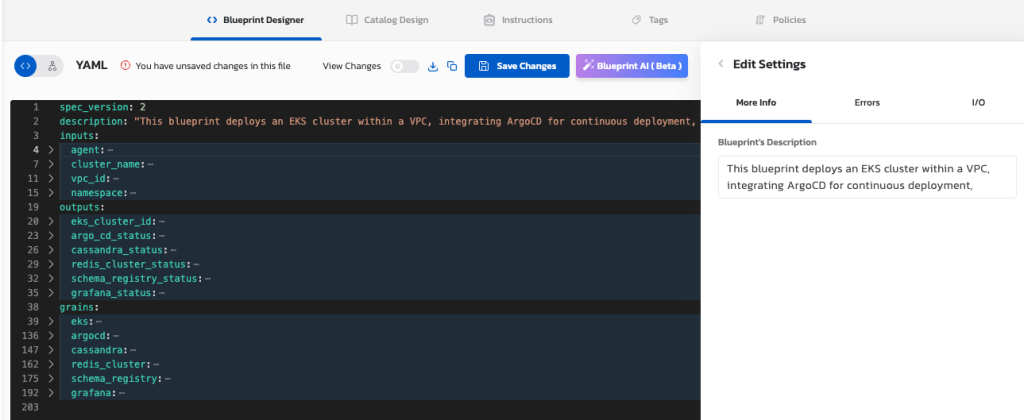 Blueprint Designer
Catalog Design
Instructions
Tags
Policies
YAML
You have unsaved changes in this file
View Changes
Save Changes
Blueprint AI ( Beta )
1 spec_version: 2
2 description: "This blueprint deploys an EKS cluster within a VPC, integrating ArgoCD for continuous deployment,
3 inputs:
4 > agent:⋯
7 > cluster_name:⋯
11 > vpc_id:⋯
15 > namespace:⋯
19 outputs:
20 > eks_cluster_id:⋯
23 > argo_cd_status:⋯
26 > cassandra_status:⋯
29 > redis_cluster_status:⋯
32 > schema_registry_status:⋯
35 > grafana_status:⋯
38 grains:
39 > eks:⋯
136 > argocd:⋯
147 > cassandra:⋯
162 > redis_cluster:⋯
175 > schema_registry:⋯
192 > grafana:⋯
203
Edit Settings
More Info
Errors
I/O
Blueprint's Description
This blueprint deploys an EKS cluster within a VPC,
integrating ArgoCD for continuous deployment,